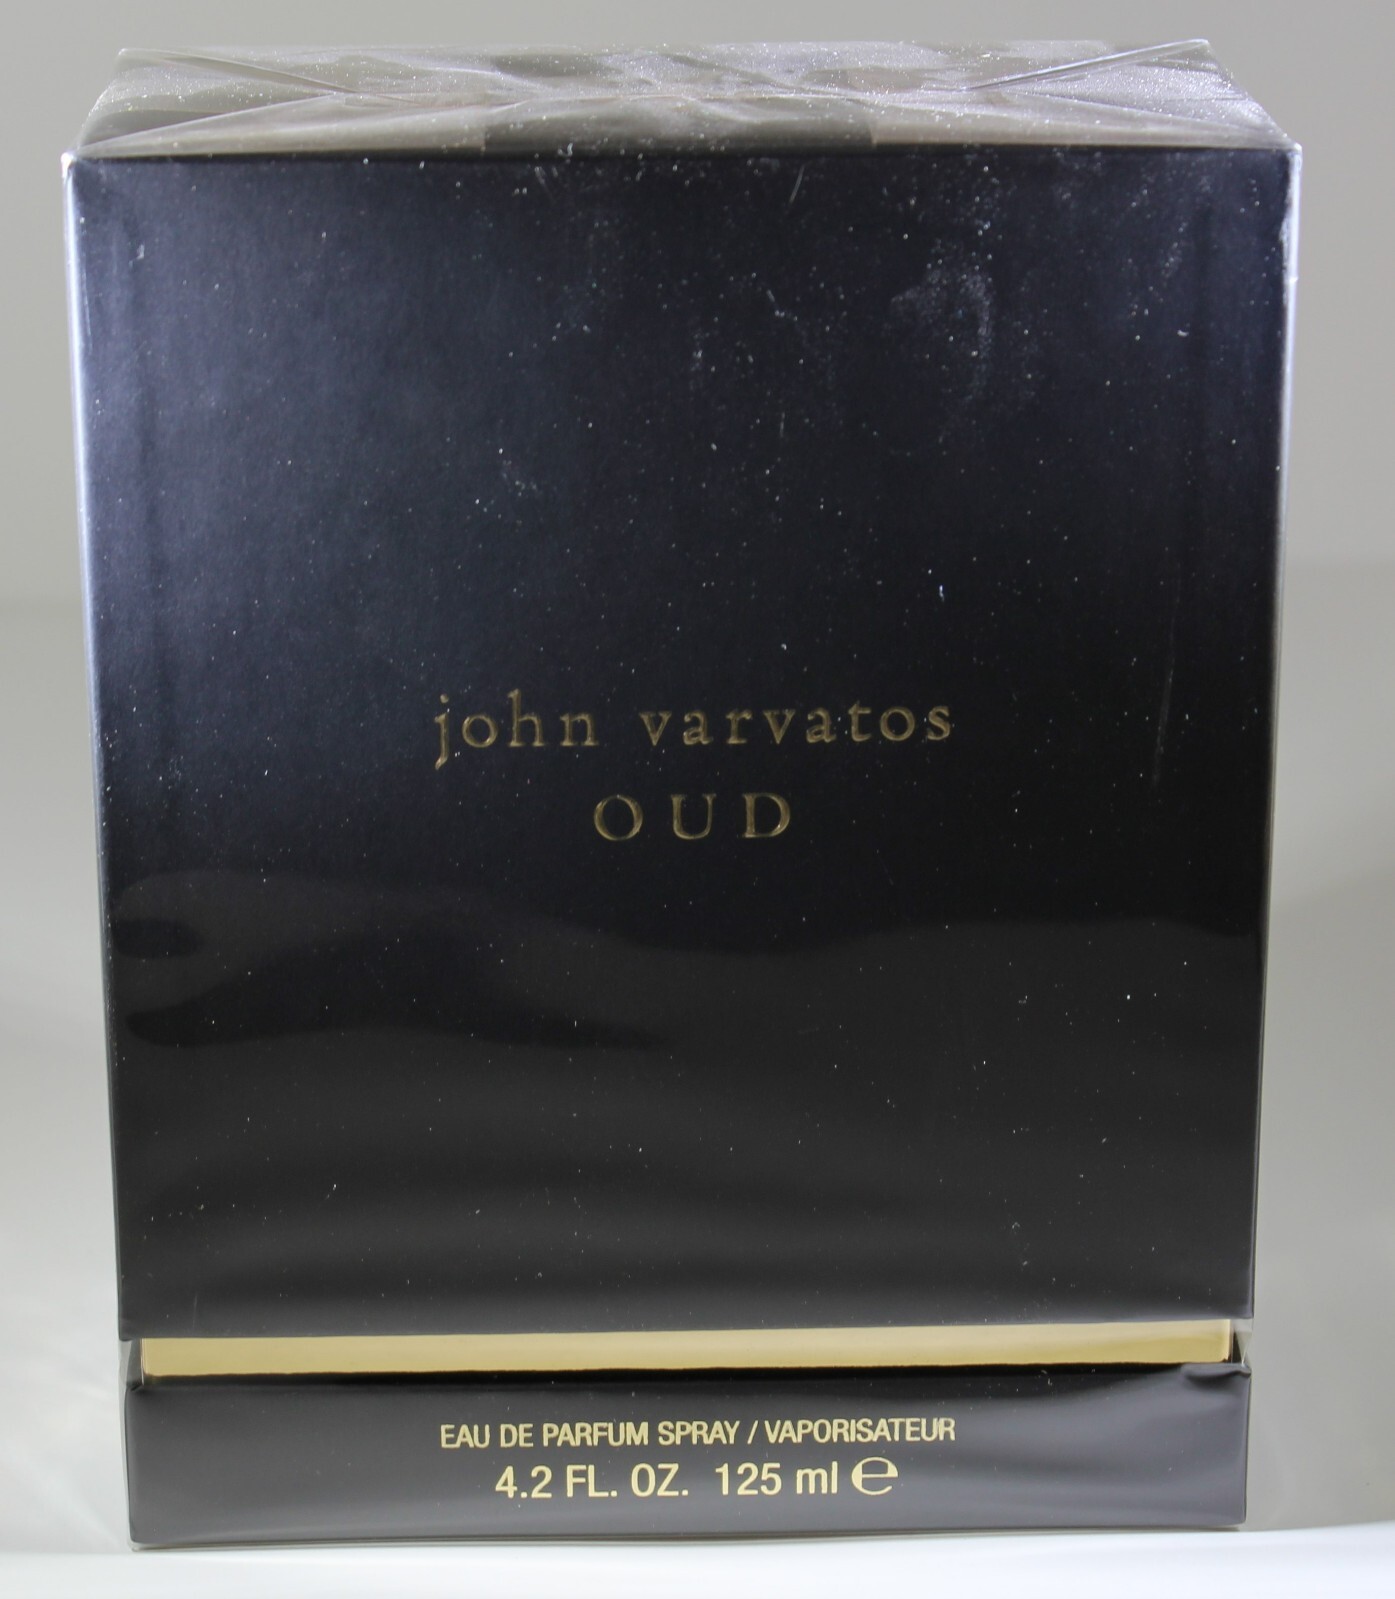 john varvatos
OUD
EAU DE PARFUM SPRAY / VAPORISATEUR
4.2 FL. OZ. 125 ml ℮